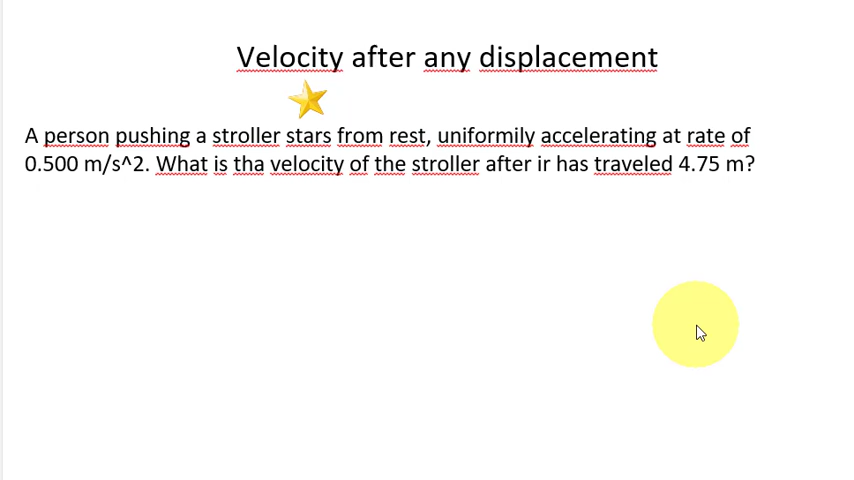 Velocity after any displacement
A person pushing a stroller stars from rest, uniformily accelerating at rate of
0.500 m/s^2. What is tha velocity of the stroller after ir has traveled 4.75 m?